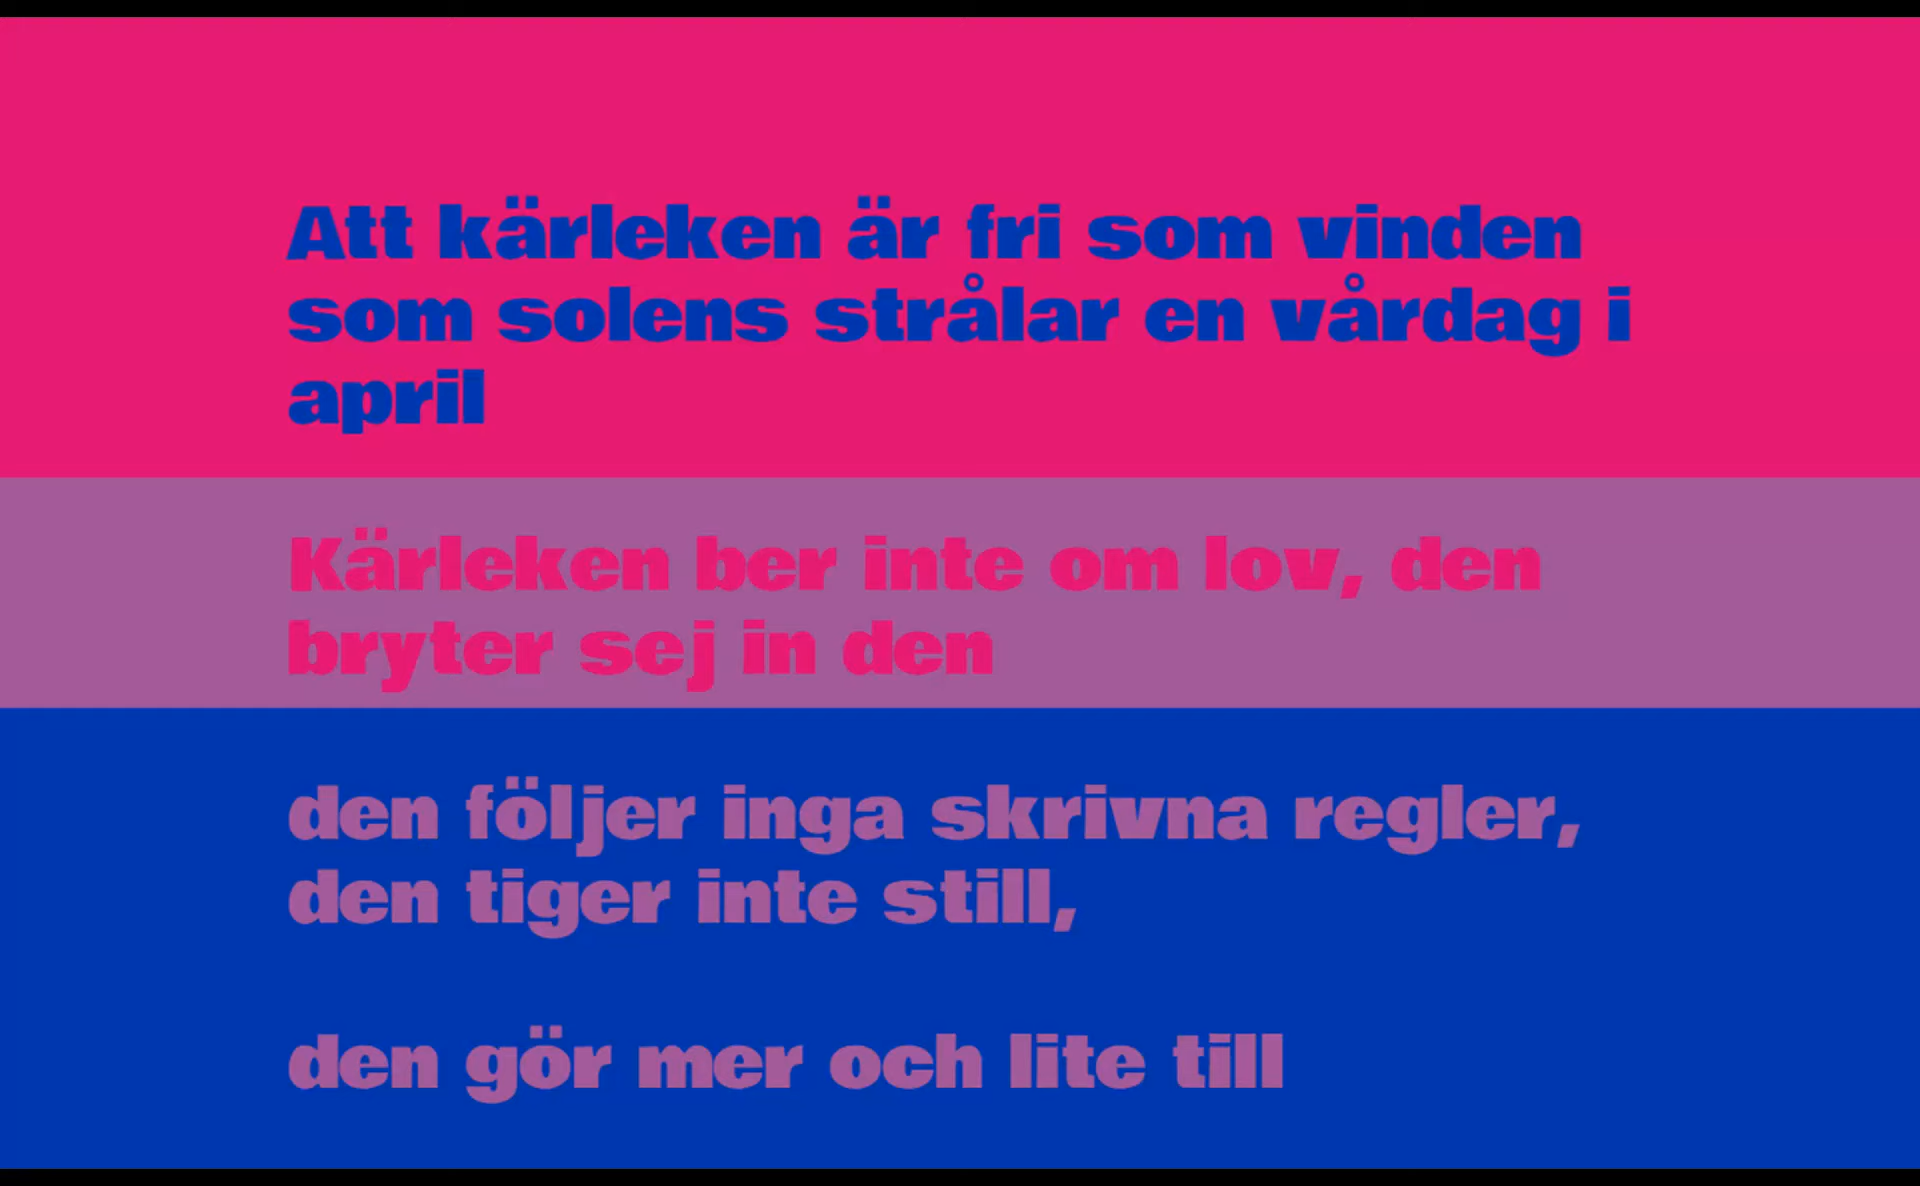 Att kärleken är fri som vinden
som solens strålar en vårdag i
april
Kärleken ber inte om lov, den
bryter sej in den
den följer inga skrivna regler,
den tiger inte still,
den gör mer och lite till